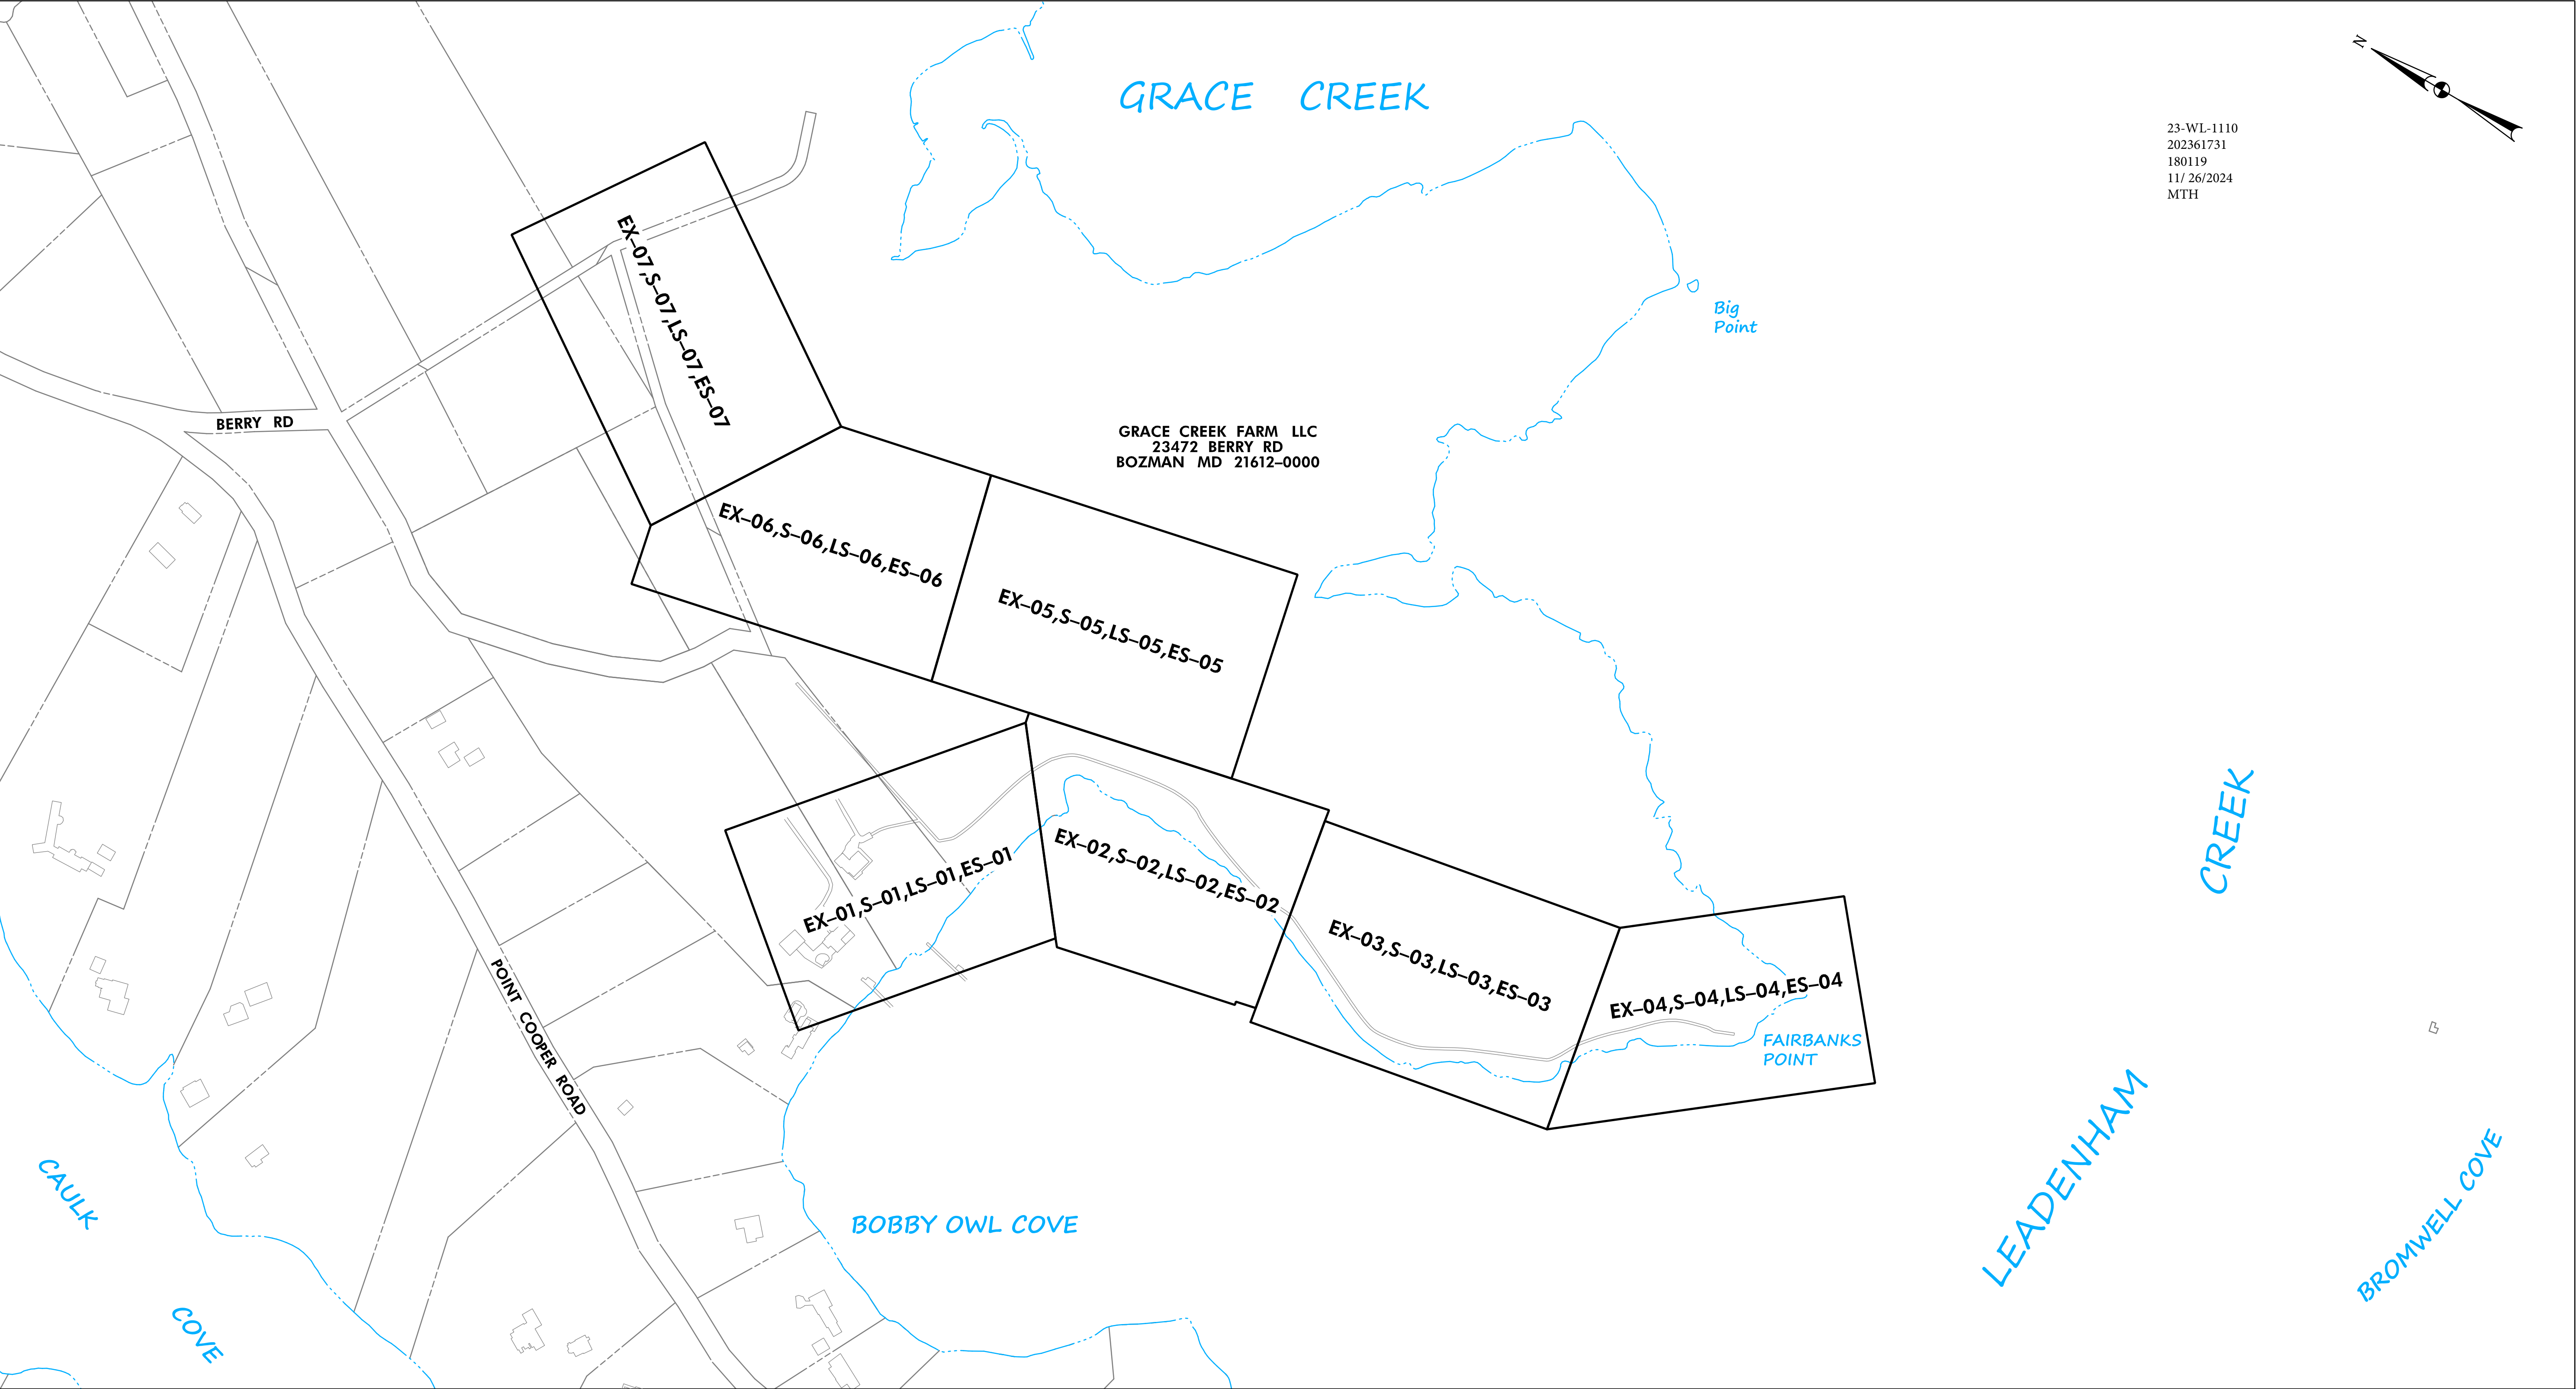 GRACE CREEK
N
23-WL-1110
202361731
180119
11/ 26/2024
MTH
EX–07,S–07,LS–07,ES–07
Big
Point
BERRY RD
GRACE CREEK FARM LLC
23472 BERRY RD
BOZMAN MD 21612–0000
EX–06,S–06,LS–06,ES–06
EX–05,S–05,LS–05,ES–05
EX–01,S–01,LS–01,ES–01
EX–02,S–02,LS–02,ES–02
EX–03,S–03,LS–03,ES–03
EX–04,S–04,LS–04,ES–04
FAIRBANKS
POINT
POINT COOPER ROAD
LEADENHAM CREEK
BROMWELL COVE
BOBBY OWL COVE
CAULK
COVE